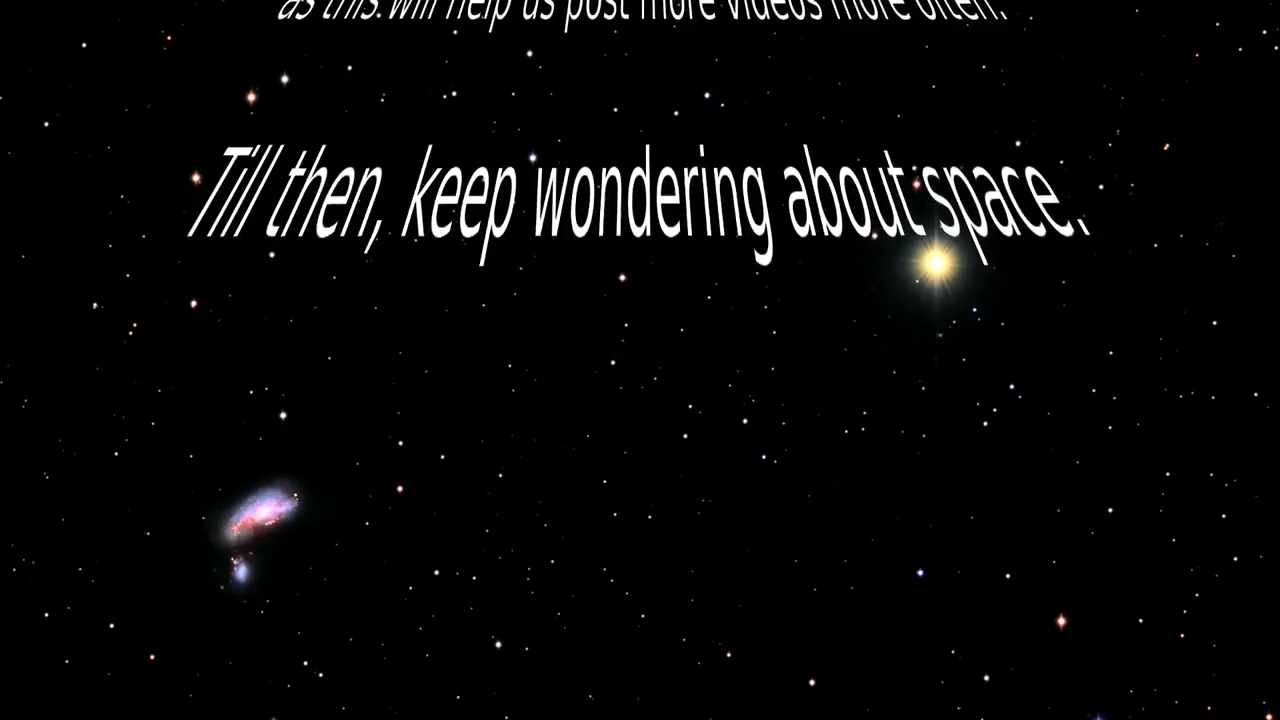 as this will help us post more videos more often.
Till then, keep wondering about space.